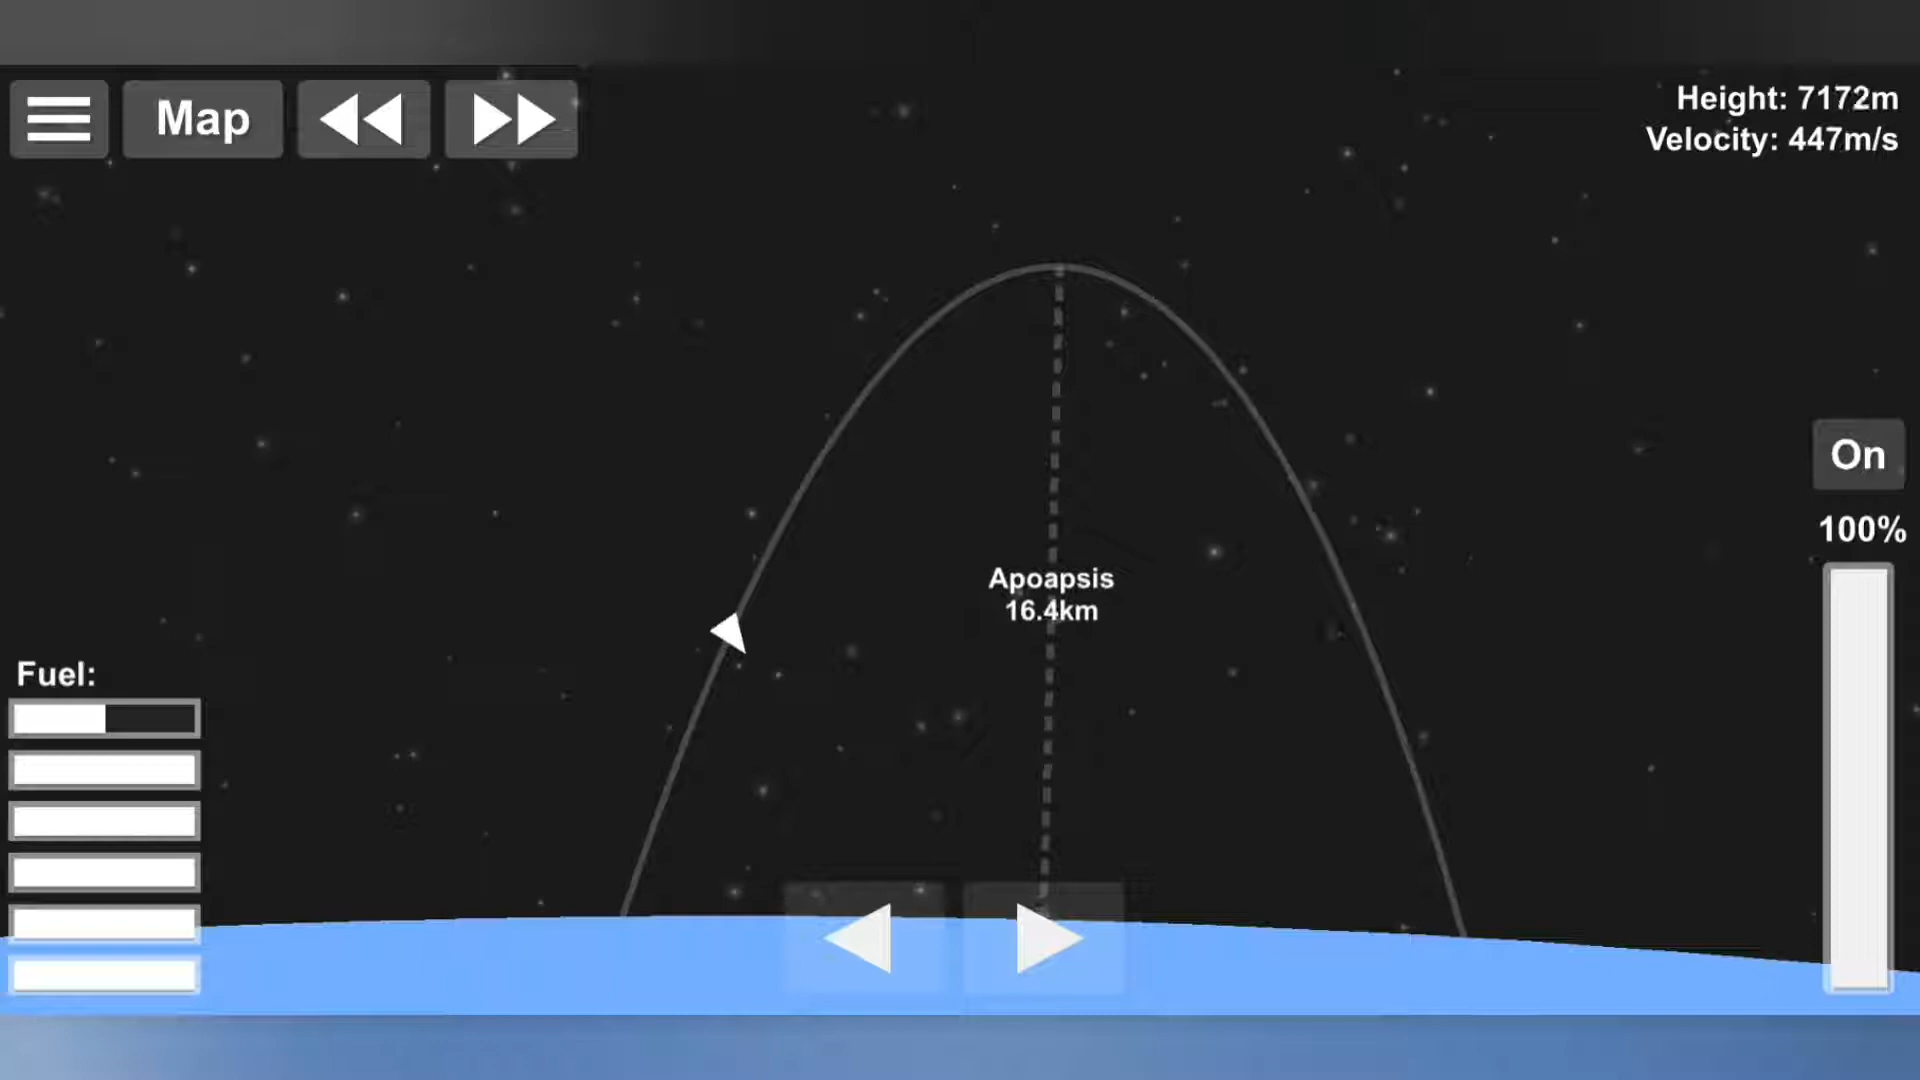 Map
Height: 7172m
Velocity: 447m/s
On
100%
Apoapsis
16.4km
Fuel: